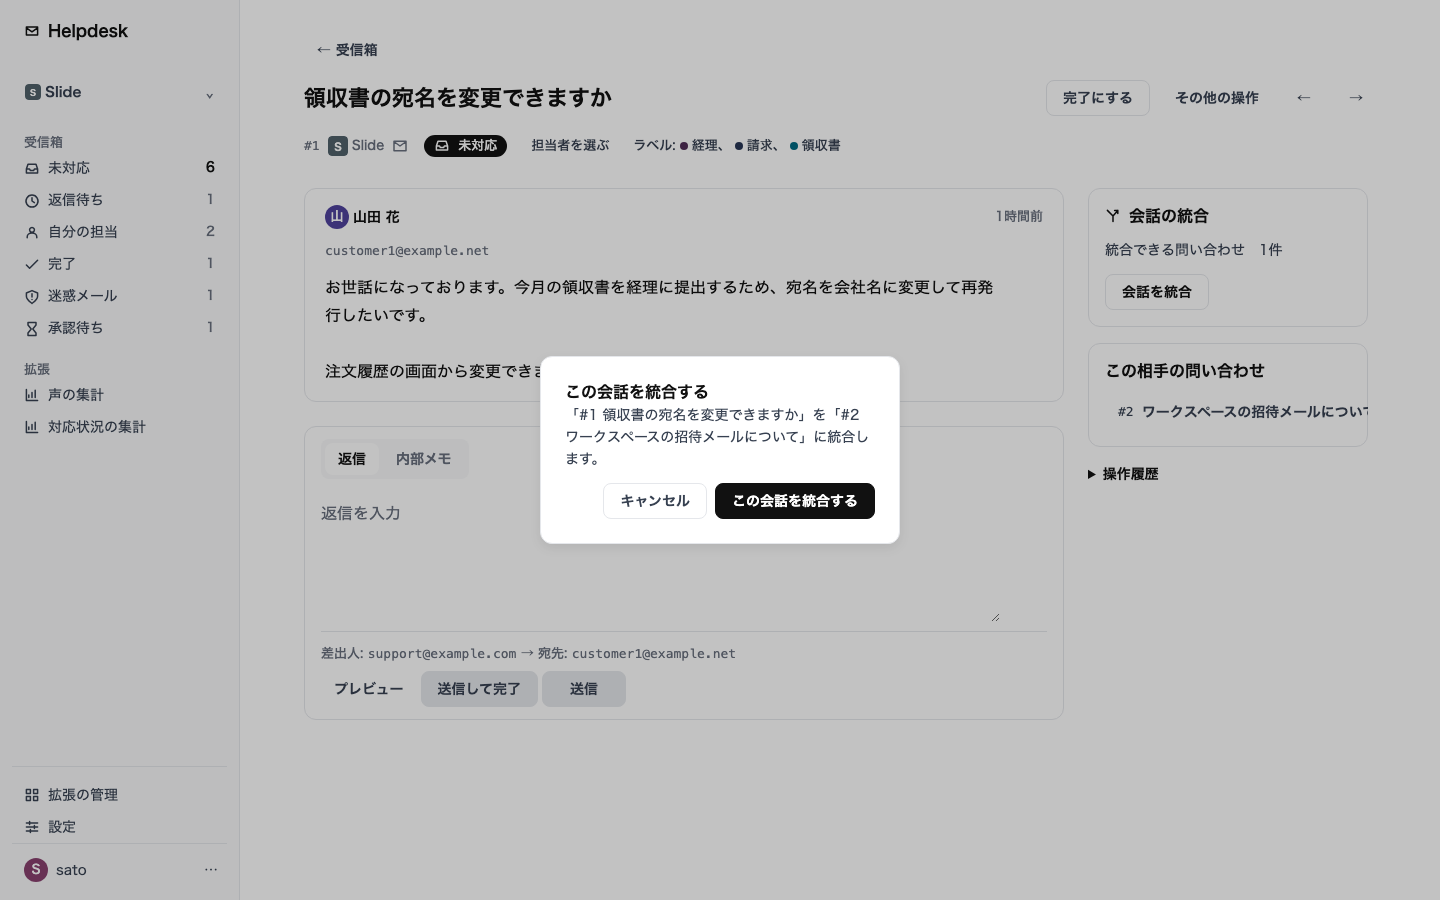 Helpdesk
S Slide
受信箱
未対応 6
返信待ち 1
自分の担当 2
完了 1
迷惑メール 1
承認待ち 1
拡張
声の集計
対応状況の集計
拡張の管理
設定
S sato ...
← 受信箱
領収書の宛名を変更できますか
完了にする その他の操作 ← →
#1 S Slide 未対応 担当者を選ぶ ラベル: 経理、 請求、 領収書
山 山田 花 1時間前
customer1@example.net
お世話になっております。今月の領収書を経理に提出するため、宛名を会社名に変更して再発
行したいです。
注文履歴の画面から変更できま
返信 内部メモ
返信を入力
差出人: support@example.com → 宛先: customer1@example.net
プレビュー 送信して完了 送信
会話の統合
統合できる問い合わせ 1件
会話を統合
この相手の問い合わせ
#2 ワークスペースの招待メールについて
▶ 操作履歴
この会話を統合する
「#1 領収書の宛名を変更できますか」を「#2
ワークスペースの招待メールについて」に統合し
ます。
キャンセル この会話を統合する